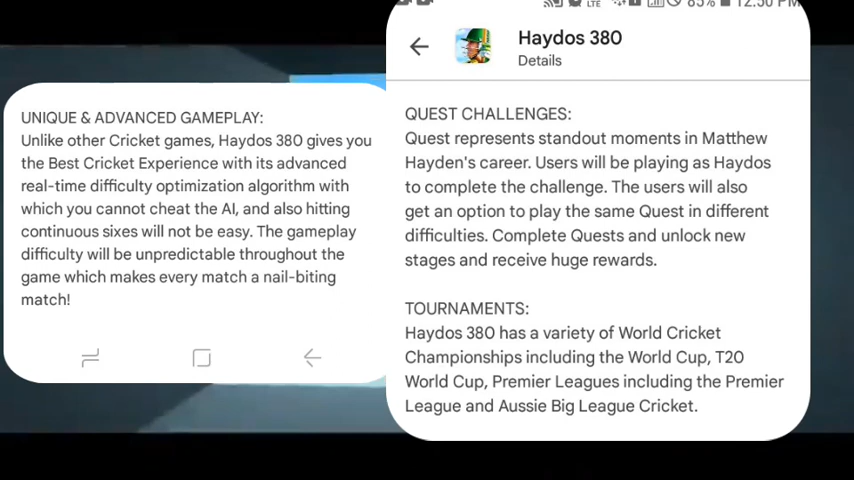 UNIQUE & ADVANCED GAMEPLAY:
Unlike other Cricket games, Haydos 380 gives you
the Best Cricket Experience with its advanced
real-time difficulty optimization algorithm with
which you cannot cheat the AI, and also hitting
continuous sixes will not be easy. The gameplay
difficulty will be unpredictable throughout the
game which makes every match a nail-biting
match!
LTE 85% 12:50 PM
Haydos 380
Details
QUEST CHALLENGES:
Quest represents standout moments in Matthew
Hayden's career. Users will be playing as Haydos
to complete the challenge. The users will also
get an option to play the same Quest in different
difficulties. Complete Quests and unlock new
stages and receive huge rewards.
TOURNAMENTS:
Haydos 380 has a variety of World Cricket
Championships including the World Cup, T20
World Cup, Premier Leagues including the Premier
League and Aussie Big League Cricket.